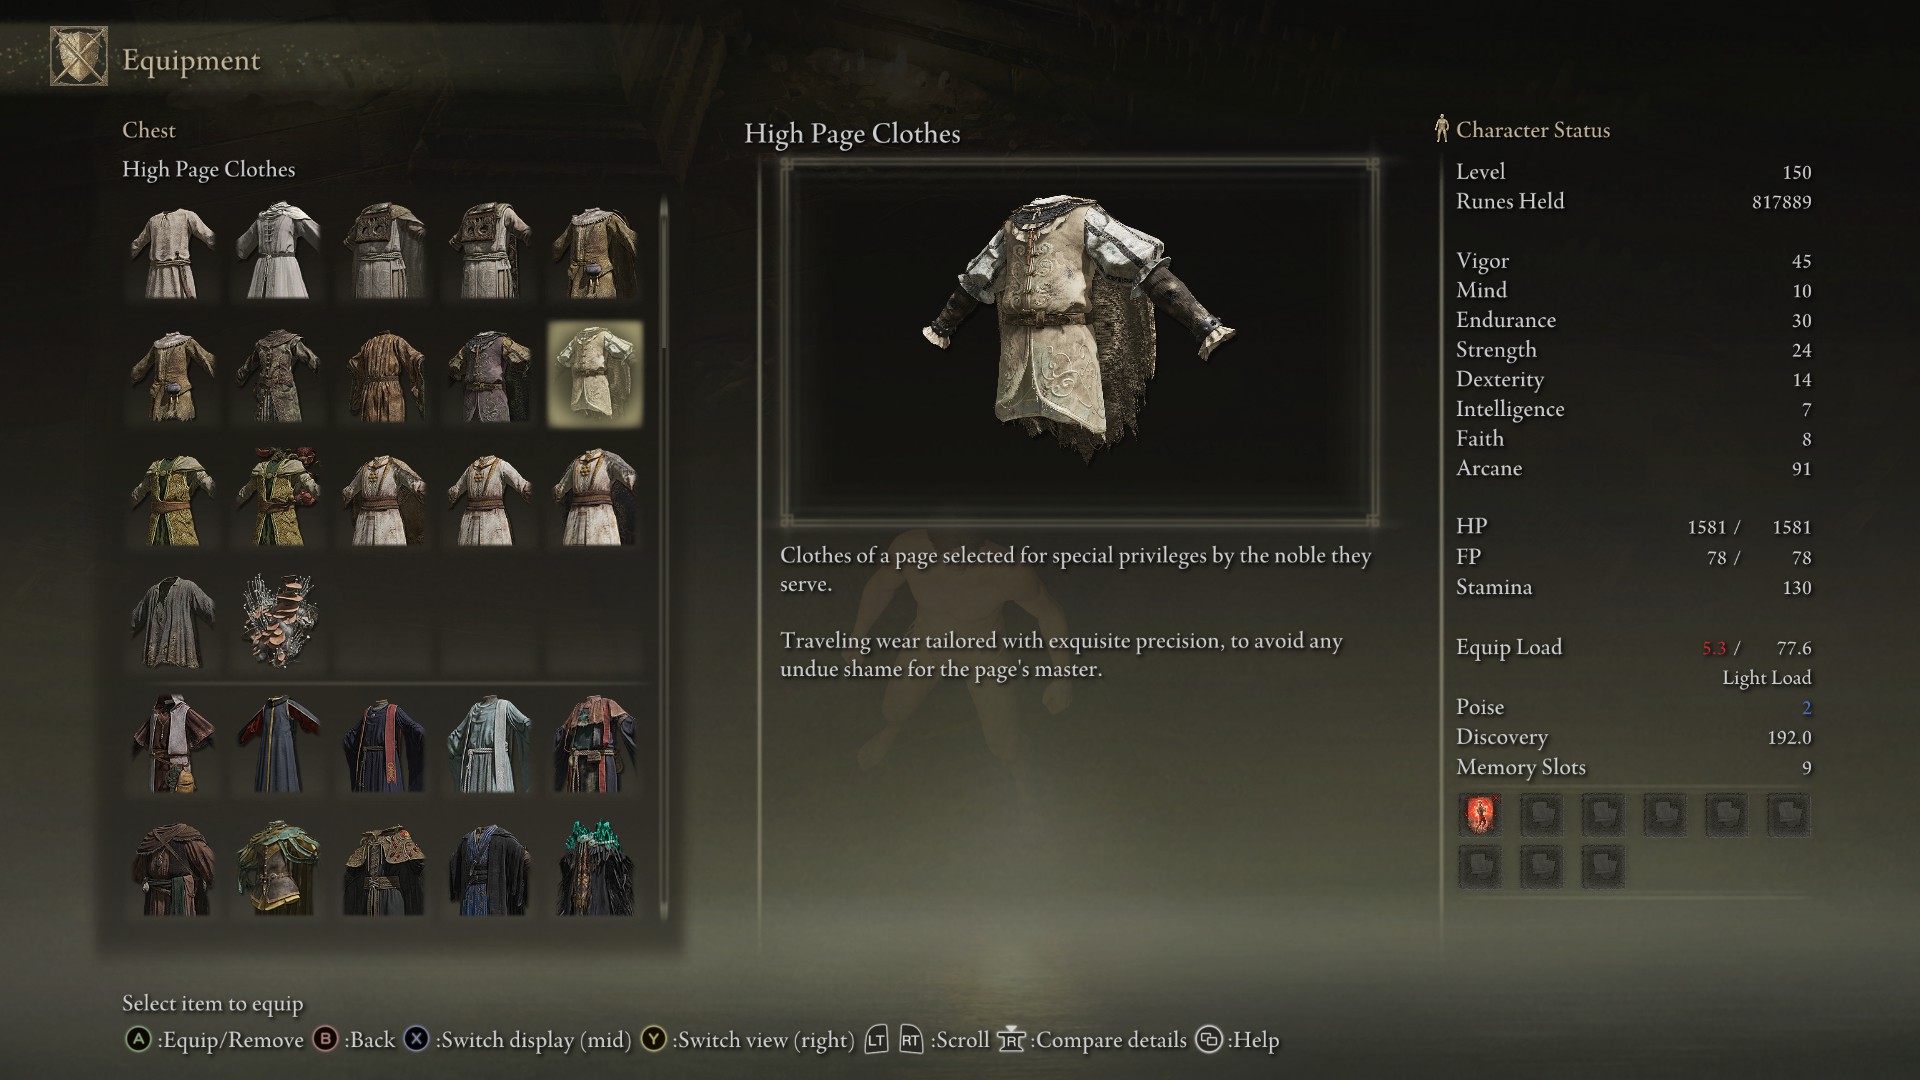 Equipment
Chest
High Page Clothes
High Page Clothes
Clothes of a page selected for special privileges by the noble they
serve.
Traveling wear tailored with exquisite precision, to avoid any
undue shame for the page's master.
Character Status
Level 150
Runes Held 817889
Vigor 45
Mind 10
Endurance 30
Strength 24
Dexterity 14
Intelligence 7
Faith 8
Arcane 91
HP 1581 / 1581
FP 78 / 78
Stamina 130
Equip Load 5.3 / 77.6
Light Load
Poise 2
Discovery 192.0
Memory Slots 9
Select item to equip
A :Equip/Remove B :Back X :Switch display (mid) Y :Switch view (right) LT RT :Scroll R :Compare details :Help